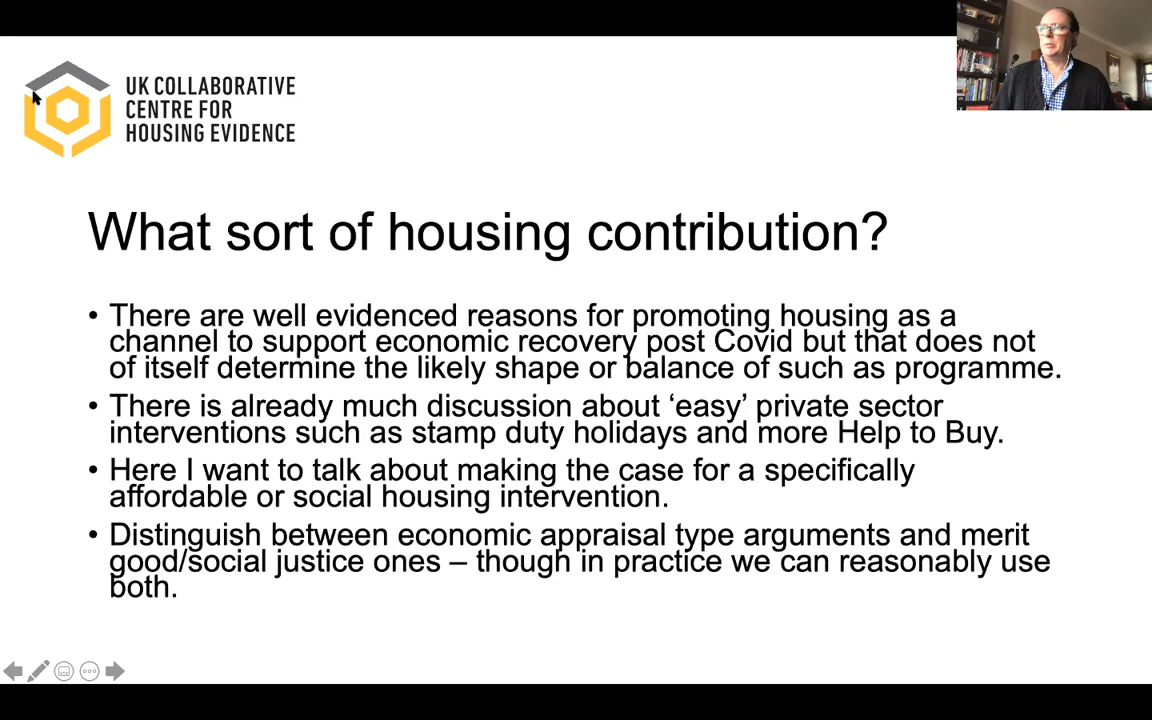 UK COLLABORATIVE
CENTRE FOR
HOUSING EVIDENCE
What sort of housing contribution?
• There are well evidenced reasons for promoting housing as a
channel to support economic recovery post Covid but that does not
of itself determine the likely shape or balance of such as programme.
• There is already much discussion about ‘easy’ private sector
interventions such as stamp duty holidays and more Help to Buy.
• Here I want to talk about making the case for a specifically
affordable or social housing intervention.
• Distinguish between economic appraisal type arguments and merit
good/social justice ones – though in practice we can reasonably use
both.